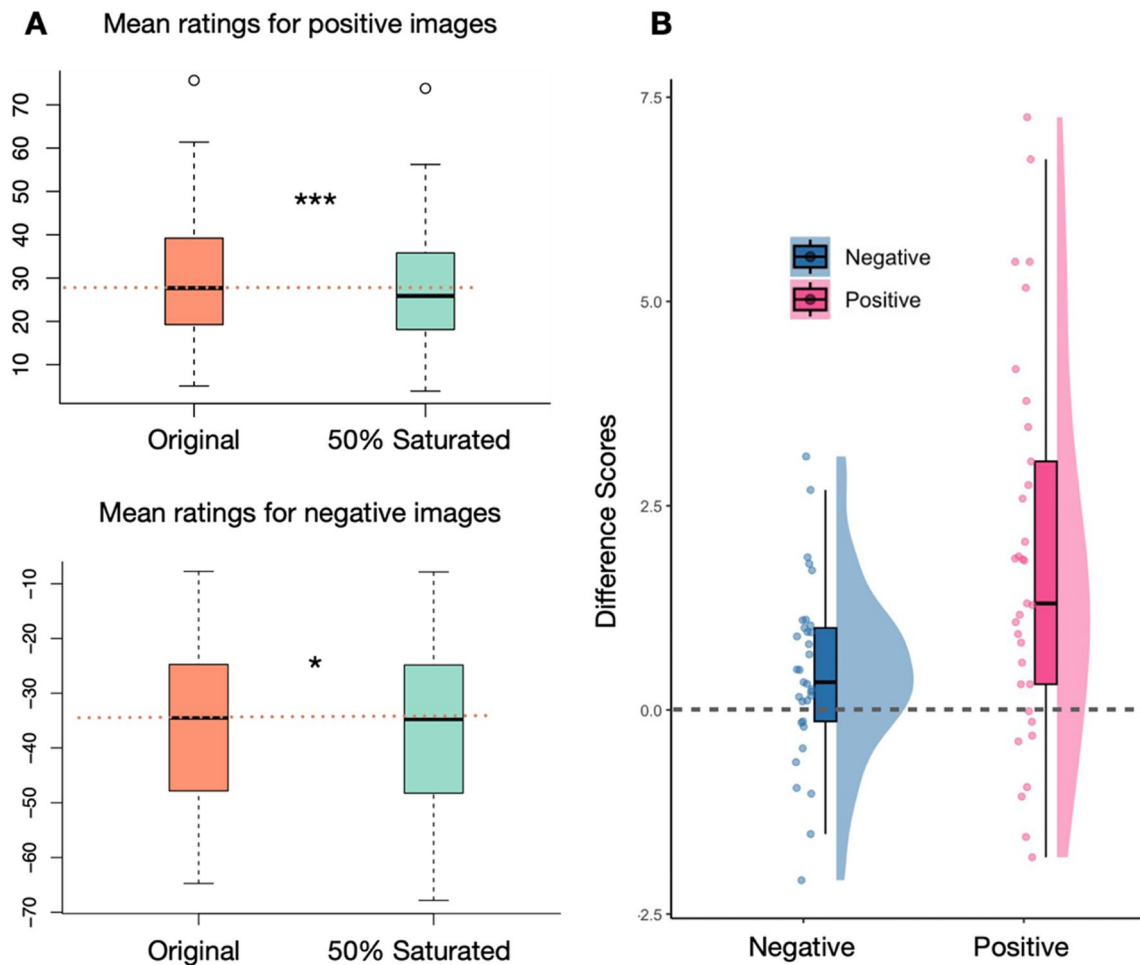 A
Mean ratings for positive images
70
60
50
40
30
20
10
***
Original
50% Saturated
Mean ratings for negative images
-10
-20
-30
-40
-50
-60
-70
*
Original
50% Saturated
B
Difference Scores
7.5
5.0
2.5
0.0
-2.5
Negative
Positive
Negative
Positive